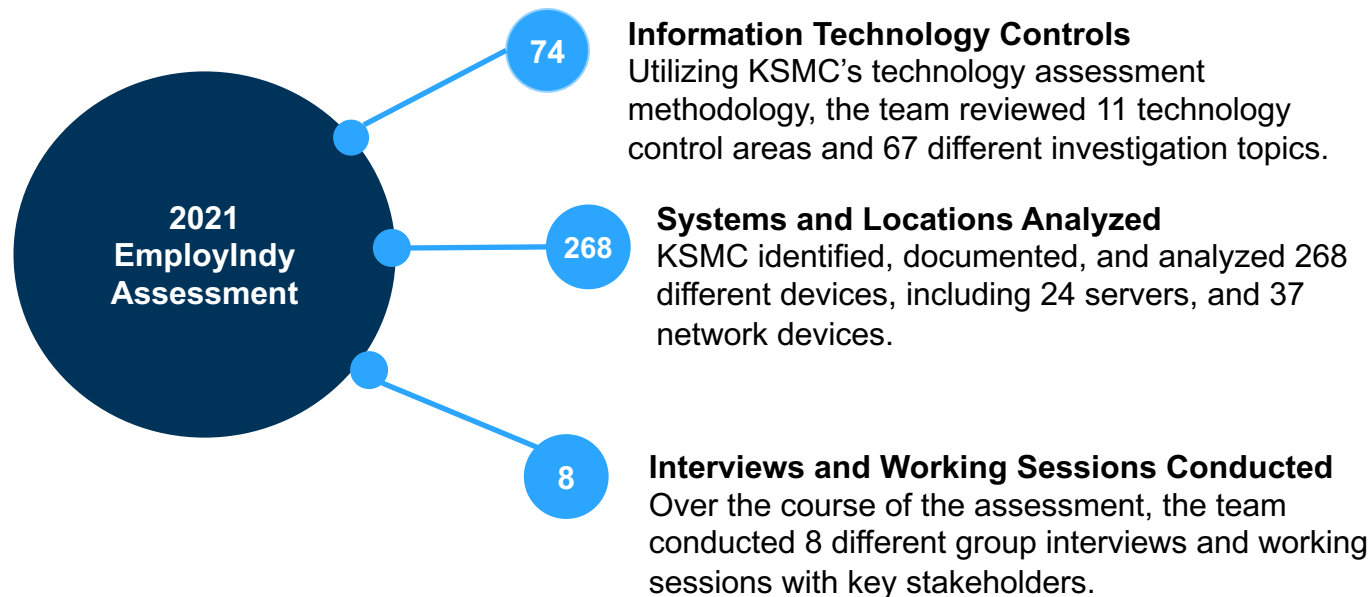 2021
EmployIndy
Assessment
74
Information Technology Controls
Utilizing KSMC’s technology assessment
methodology, the team reviewed 11 technology
control areas and 67 different investigation topics.
268
Systems and Locations Analyzed
KSMC identified, documented, and analyzed 268
different devices, including 24 servers, and 37
network devices.
8
Interviews and Working Sessions Conducted
Over the course of the assessment, the team
conducted 8 different group interviews and working
sessions with key stakeholders.